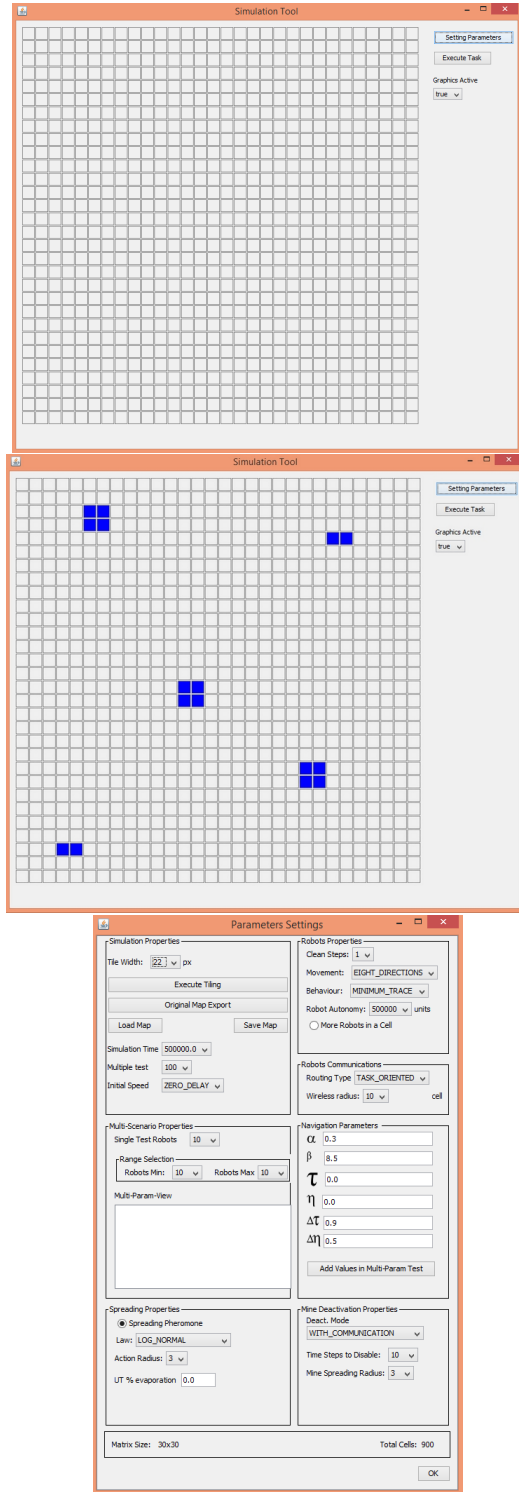 Simulation Tool
Setting Parameters
Execute Task
Graphics Active
true
Simulation Tool
Setting Parameters
Execute Task
Graphics Active
true
Parameters Settings
Simulation Properties
Tile Width: 22 px
Execute Tiling
Original Map Export
Load Map Save Map
Simulation Time 500000.0
Multiple test 100
Initial Speed ZERO_DELAY
Robots Properties
Clean Steps: 1
Movement: EIGHT_DIRECTIONS
Behaviour: MINIMUM_TRACE
Robot Autonomy: 500000 units
More Robots in a Cell
Robots Communications
Routing Type TASK_ORIENTED
Wireless radius: 10 cell
Multi-Scenario Properties
Single Test Robots 10
Range Selection
Robots Min: 10 Robots Max 10
Multi-Param-View
Navigation Parameters
α 0.3
β 8.5
τ 0.0
η 0.0
Δτ 0.9
Δη 0.5
Add Values in Multi-Param Test
Spreading Properties
Spreading Pheromone
Law: LOG_NORMAL
Action Radius: 3
UT % evaporation 0.0
Mine Deactivation Properties
Deact. Mode
WITH_COMMUNICATION
Time Steps to Disable: 10
Mine Spreading Radius: 3
Matrix Size: 30x30 Total Cells: 900
OK